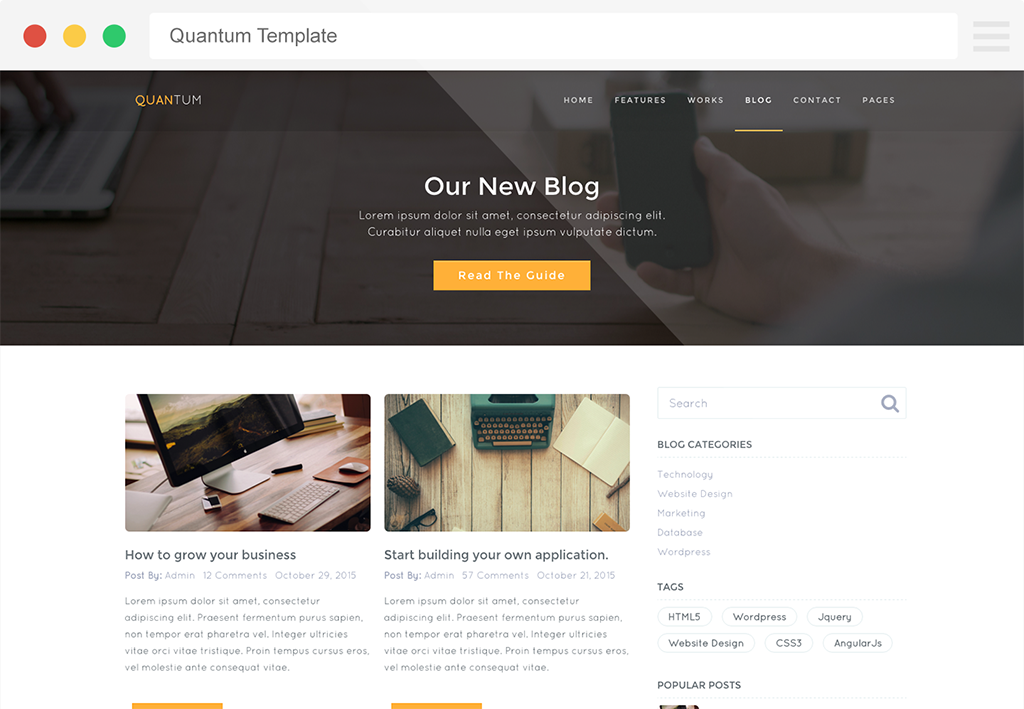 Quantum Template
QUANTUM
HOME FEATURES WORKS BLOG CONTACT PAGES
Our New Blog
Lorem ipsum dolor sit amet, consectetur adipiscing elit.
Curabitur aliquet nulla eget ipsum vulputate dictum.
Read The Guide
How to grow your business
Post By: Admin 12 Comments October 29, 2015
Lorem ipsum dolor sit amet, consectetur
adipiscing elit. Praesent fermentum purus sapien,
non tempor erat pharetra vel. Integer ultricies
vitae orci vitae tristique. Proin tempus cursus eros,
vel molestie ante consequat vitae.
Start building your own application.
Post By: Admin 57 Comments October 21, 2015
Lorem ipsum dolor sit amet, consectetur
adipiscing elit. Praesent fermentum purus sapien,
non tempor erat pharetra vel. Integer ultricies
vitae orci vitae tristique. Proin tempus cursus eros,
vel molestie ante consequat vitae.
Search
BLOG CATEGORIES
Technology
Website Design
Marketing
Database
Wordpress
TAGS
HTML5 Wordpress Jquery
Website Design CSS3 AngularJs
POPULAR POSTS